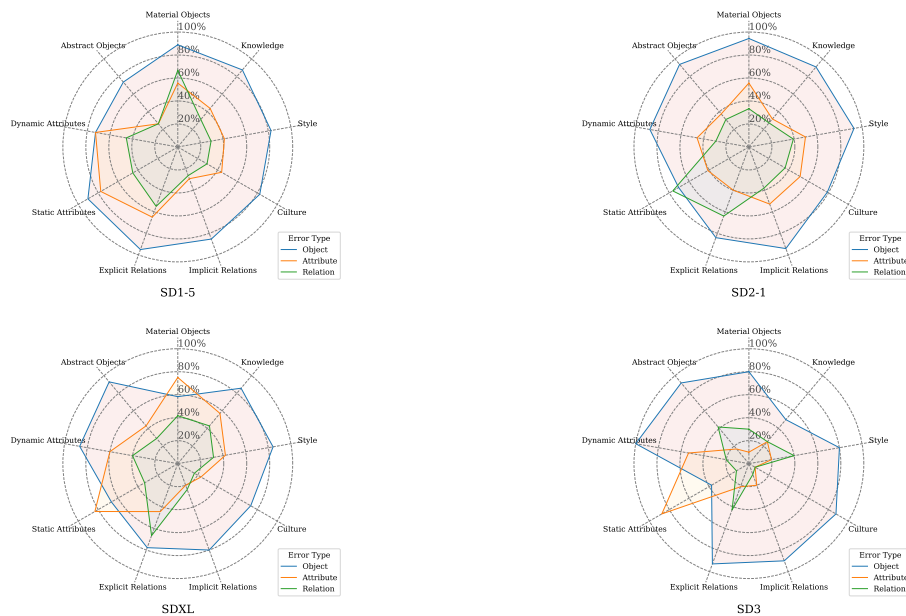 Material Objects
100%
80%
60%
40%
20%
Abstract Objects
Knowledge
Dynamic Attributes
Style
Static Attributes
Culture
Explicit Relations
Implicit Relations
Error Type
Object
Attribute
Relation
SD1-5
Material Objects
100%
80%
60%
40%
20%
Abstract Objects
Knowledge
Dynamic Attributes
Style
Static Attributes
Culture
Explicit Relations
Implicit Relations
Error Type
Object
Attribute
Relation
SD2-1
Material Objects
100%
80%
60%
40%
20%
Abstract Objects
Knowledge
Dynamic Attributes
Style
Static Attributes
Culture
Explicit Relations
Implicit Relations
Error Type
Object
Attribute
Relation
SDXL
Material Objects
100%
80%
60%
40%
20%
Abstract Objects
Knowledge
Dynamic Attributes
Style
Static Attributes
Culture
Explicit Relations
Implicit Relations
Error Type
Object
Attribute
Relation
SD3